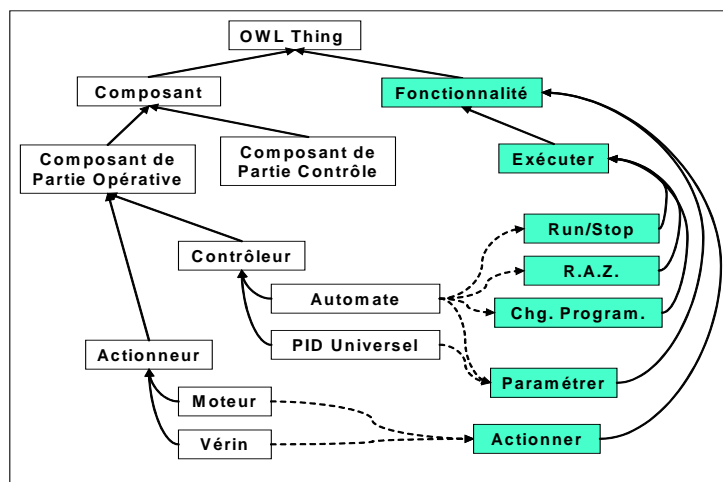 OWL Thing
Composant
Fonctionnalité
Composant de
Partie Opérative
Composant de
Partie Contrôle
Exécuter
Run/Stop
Contrôleur
R.A.Z.
Automate
Chg. Program.
PID Universel
Actionneur
Paramétrer
Moteur
Vérin
Actionner